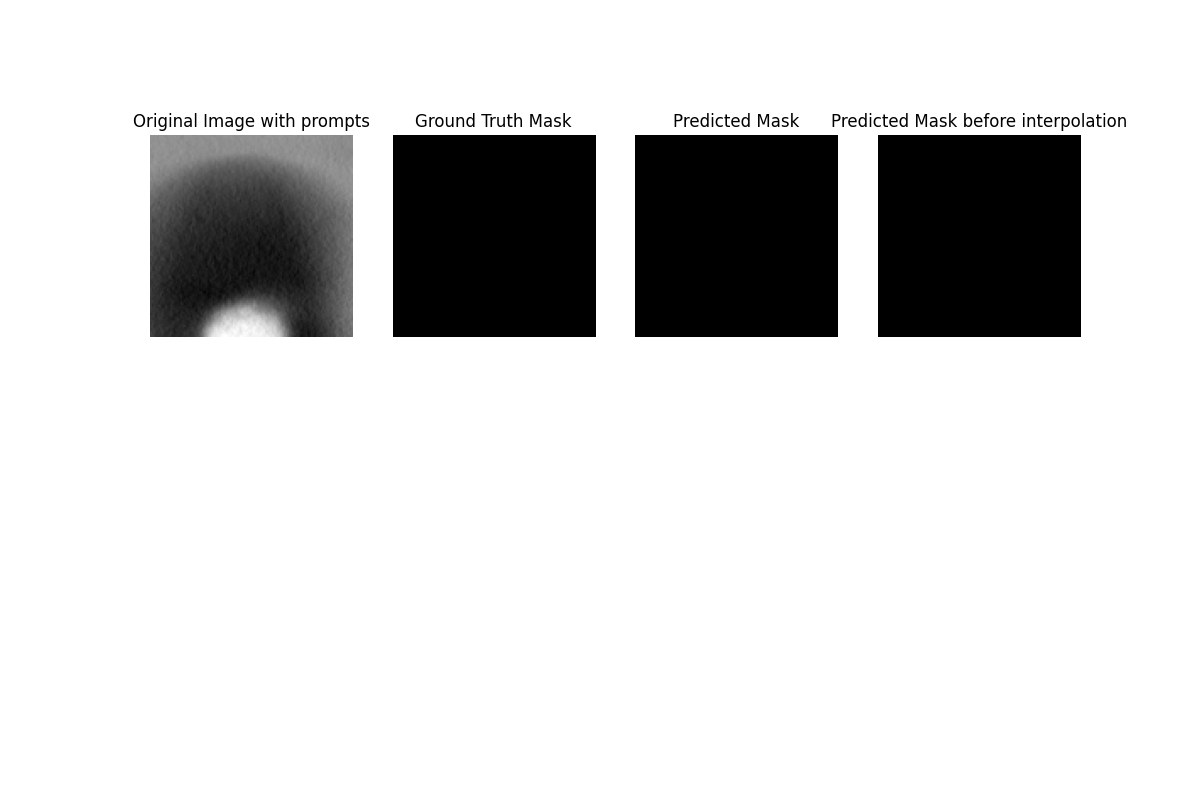 Original Image with prompts
Ground Truth Mask
Predicted Mask
Predicted Mask before interpolation